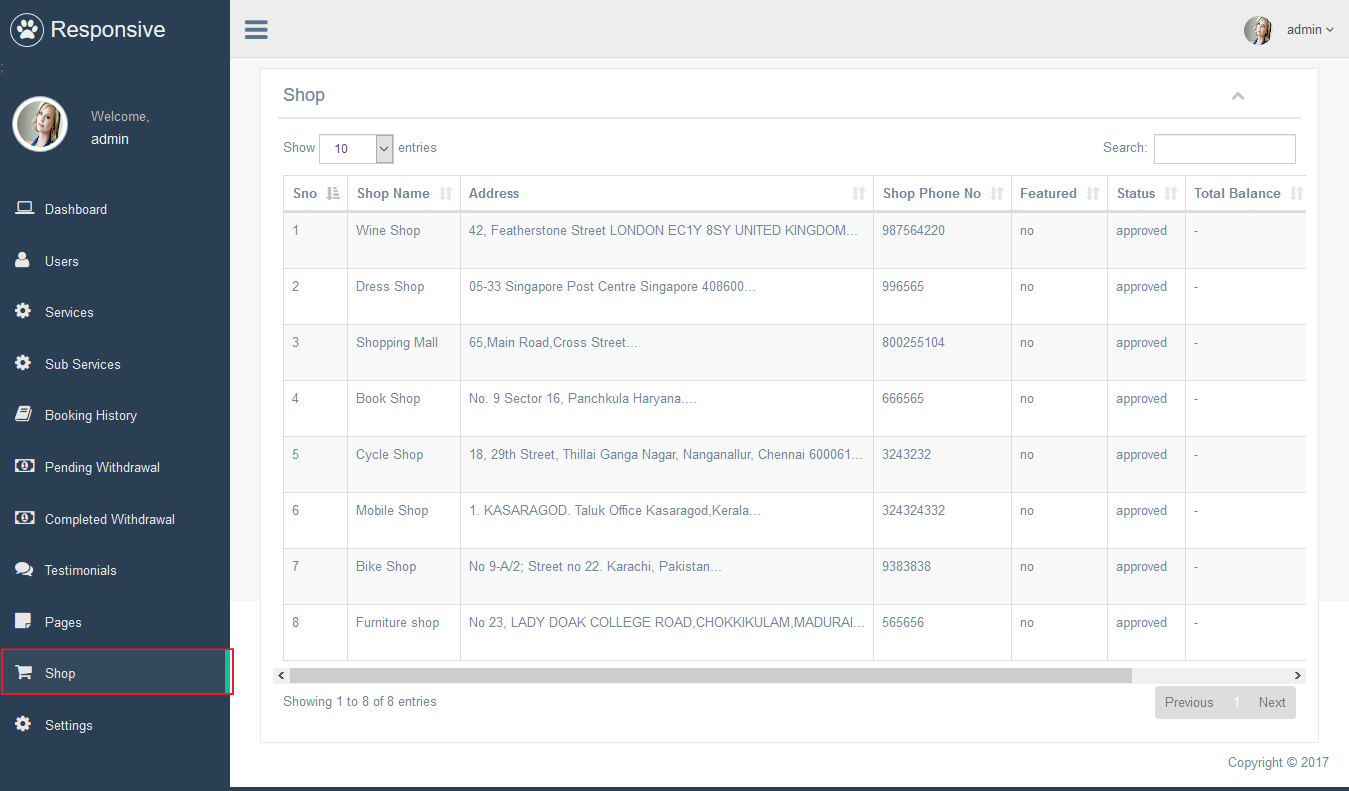 Responsive
admin
;
Welcome,
admin
Dashboard
Users
Services
Sub Services
Booking History
Pending Withdrawal
Completed Withdrawal
Testimonials
Pages
Shop
Settings
Shop
Show 10 entries Search:
Sno Shop Name Address Shop Phone No Featured Status Total Balance
1 Wine Shop 42, Featherstone Street LONDON EC1Y 8SY UNITED KINGDOM... 987564220 no approved -
2 Dress Shop 05-33 Singapore Post Centre Singapore 408600... 996565 no approved -
3 Shopping Mall 65,Main Road,Cross Street... 800255104 no approved -
4 Book Shop No. 9 Sector 16, Panchkula Haryana.... 666565 no approved -
5 Cycle Shop 18, 29th Street, Thillai Ganga Nagar, Nanganallur, Chennai 600061... 3243232 no approved -
6 Mobile Shop 1. KASARAGOD. Taluk Office Kasaragod,Kerala... 324324332 no approved -
7 Bike Shop No 9-A/2; Street no 22. Karachi, Pakistan... 9383838 no approved -
8 Furniture shop No 23, LADY DOAK COLLEGE ROAD,CHOKKIKULAM,MADURAI... 565656 no approved -
Showing 1 to 8 of 8 entries Previous 1 Next
Copyright © 2017